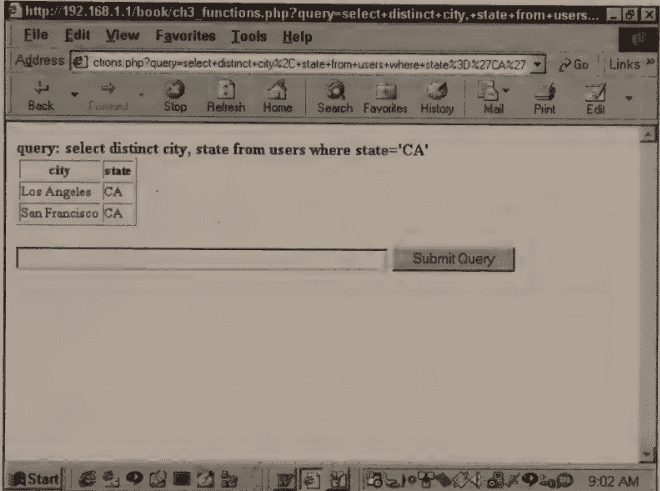 http://192.168.1.1/book/ch3_functions.php?query=select+distinct+city,+state+from+users...
File Edit View Favorites Tools Help
Address ctions.php?query=select+distinct+city%2C+state+from+users+where+state%3D%27CA%27 Go Links »
Back Forward Stop Refresh Home Search Favorites History Mail Print Edit
query: select distinct city, state from users where state='CA'
city state
Los Angeles CA
San Francisco CA
Submit Query
Start 9:02 AM